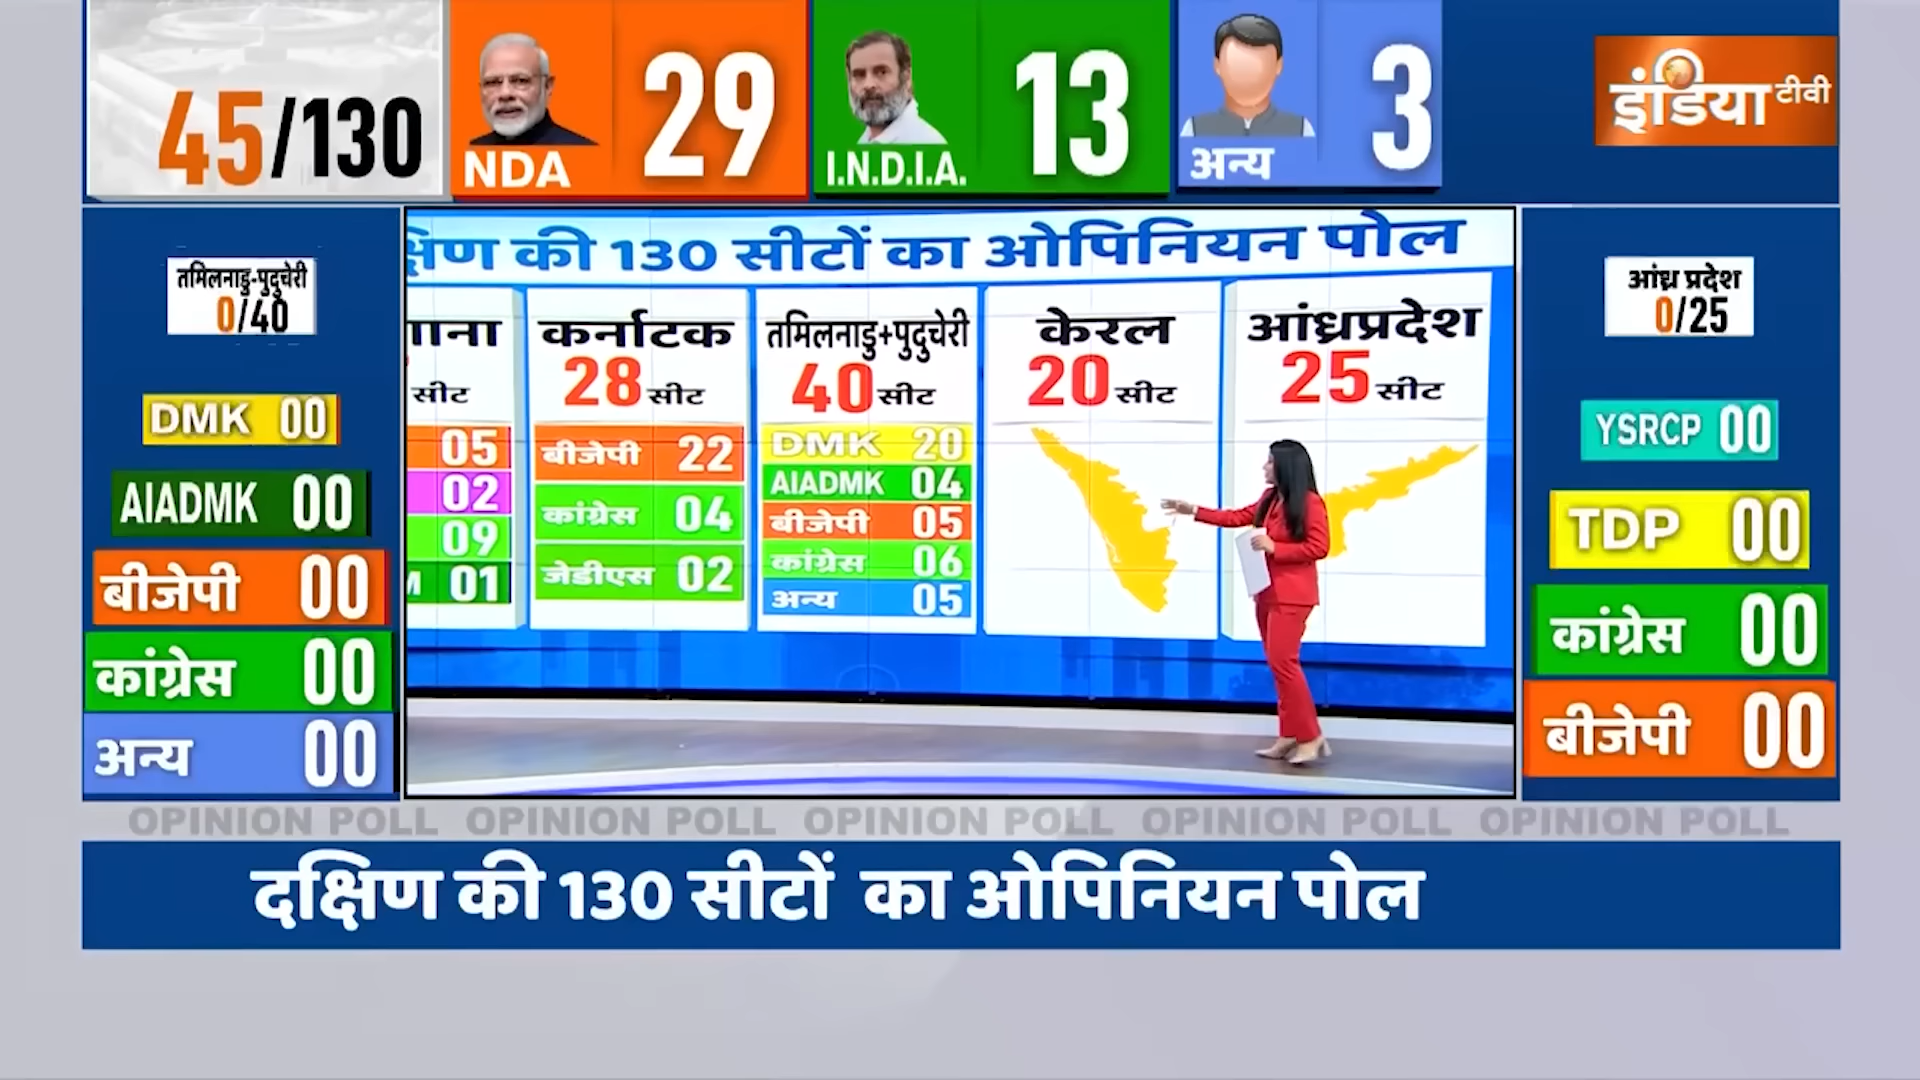 45/130
NDA 29
I.N.D.I.A. 13
अन्य 3
इंडिया टीवी
तमिलनाडु-पुदुचेरी
0/40
DMK 00
AIADMK 00
बीजेपी 00
कांग्रेस 00
अन्य 00
क्षिण की 130 सीटों का ओपिनियन पोल
गाना
सीट
05
02
09
M 01
कर्नाटक
28 सीट
बीजेपी 22
कांग्रेस 04
जेडीएस 02
तमिलनाडु+पुदुचेरी
40 सीट
DMK 20
AIADMK 04
बीजेपी 05
कांग्रेस 06
अन्य 05
केरल
20 सीट
आंध्रप्रदेश
25 सीट
आंध्र प्रदेश
0/25
YSRCP 00
TDP 00
कांग्रेस 00
बीजेपी 00
OPINION POLL OPINION POLL OPINION POLL OPINION POLL OPINION POLL
दक्षिण की 130 सीटों का ओपिनियन पोल